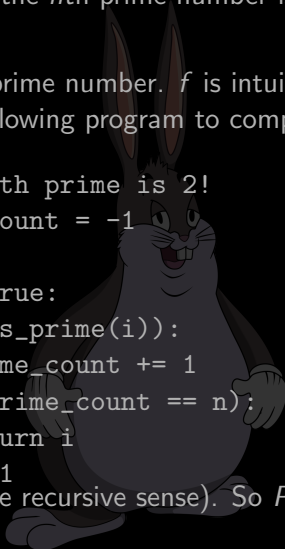 the nth prime number
prime number. f is intui
lowing program to comp
th prime is 2!
ount = -1
rue:
s_prime(i)):
me_count += 1
rime_count == n):
urn i
1
e recursive sense). So P